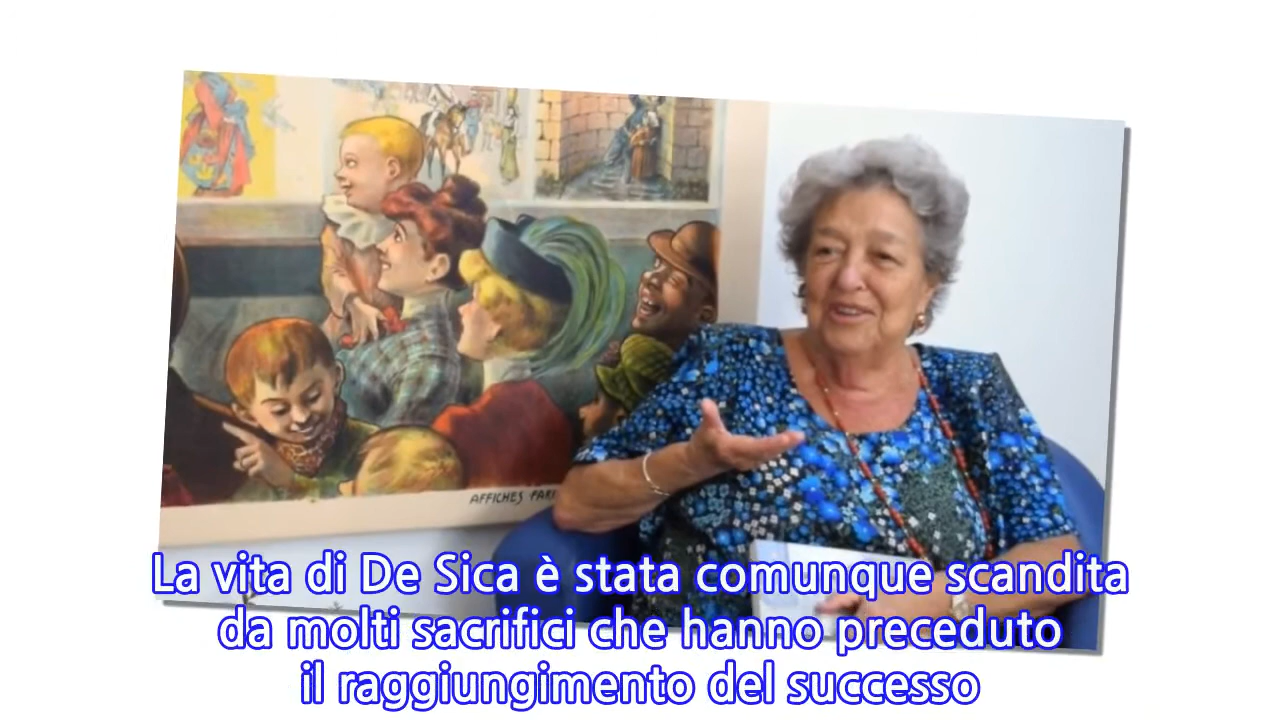 AFFICHES PARI
La vita di De Sica è stata comunque scandita
da molti sacrifici che hanno preceduto
il raggiungimento del successo